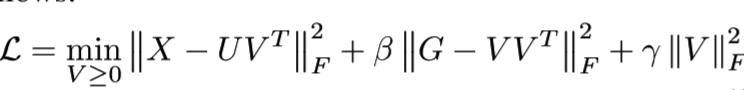 ℒ = min_{V≥0} ‖X − UV^T‖_F^2 + β ‖G − VV^T‖_F^2 + γ ‖V‖_F^2